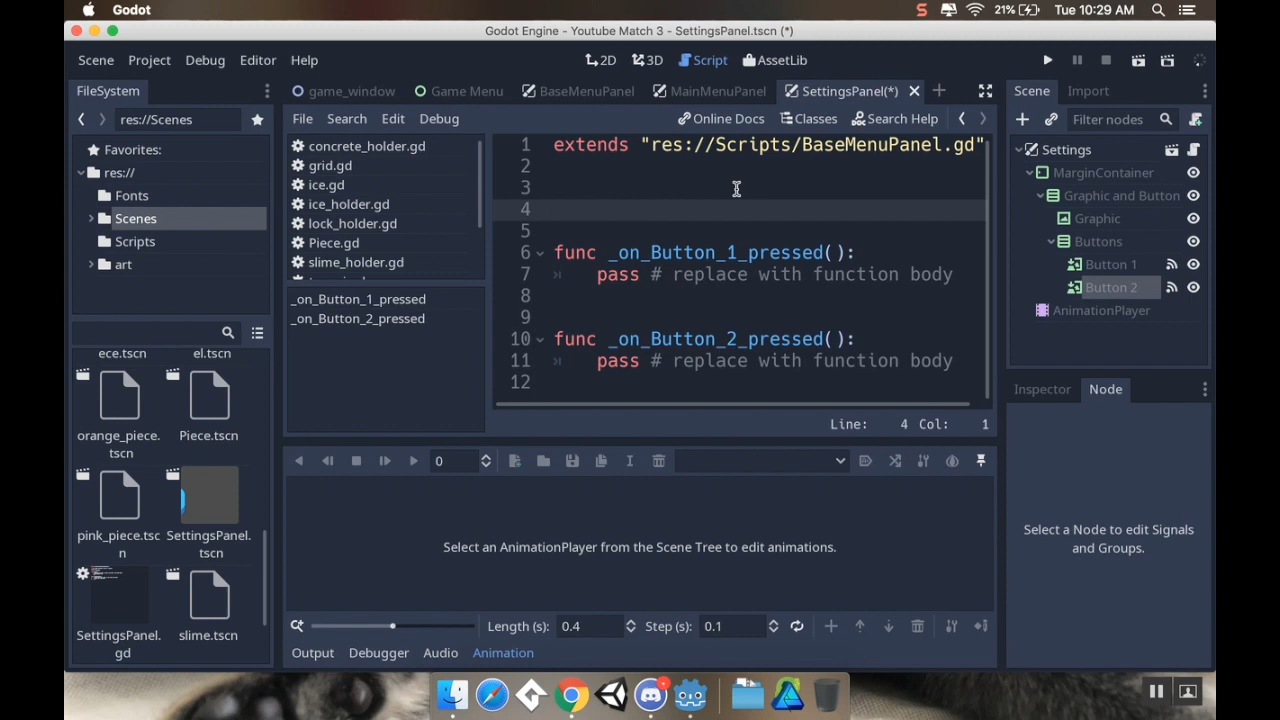 Godot
21%
Tue 10:29 AM
Godot Engine - Youtube Match 3 - SettingsPanel.tscn (*)
Scene Project Debug Editor Help
2D 3D Script AssetLib
FileSystem
res://Scenes
Favorites:
res://
Fonts
Scenes
Scripts
art
ece.tscn
el.tscn
orange_piece.
tscn
Piece.tscn
pink_piece.tsc
n
SettingsPanel.
tscn
SettingsPanel.
gd
slime.tscn
game_window Game Menu BaseMenuPanel MainMenuPanel SettingsPanel(*)
File Search Edit Debug Online Docs Classes Search Help
concrete_holder.gd
grid.gd
ice.gd
ice_holder.gd
lock_holder.gd
Piece.gd
slime_holder.gd
_on_Button_1_pressed
_on_Button_2_pressed
1 extends "res://Scripts/BaseMenuPanel.gd"
2
3
4
5
6 func _on_Button_1_pressed():
7 pass # replace with function body
8
9
10 func _on_Button_2_pressed():
11 pass # replace with function body
12
Line: 4 Col: 1
0
Select an AnimationPlayer from the Scene Tree to edit animations.
Length (s): 0.4 Step (s): 0.1
Output Debugger Audio Animation
Scene Import
Filter nodes
Settings
MarginContainer
Graphic and Button
Graphic
Buttons
Button 1
Button 2
AnimationPlayer
Inspector Node
Select a Node to edit Signals
and Groups.